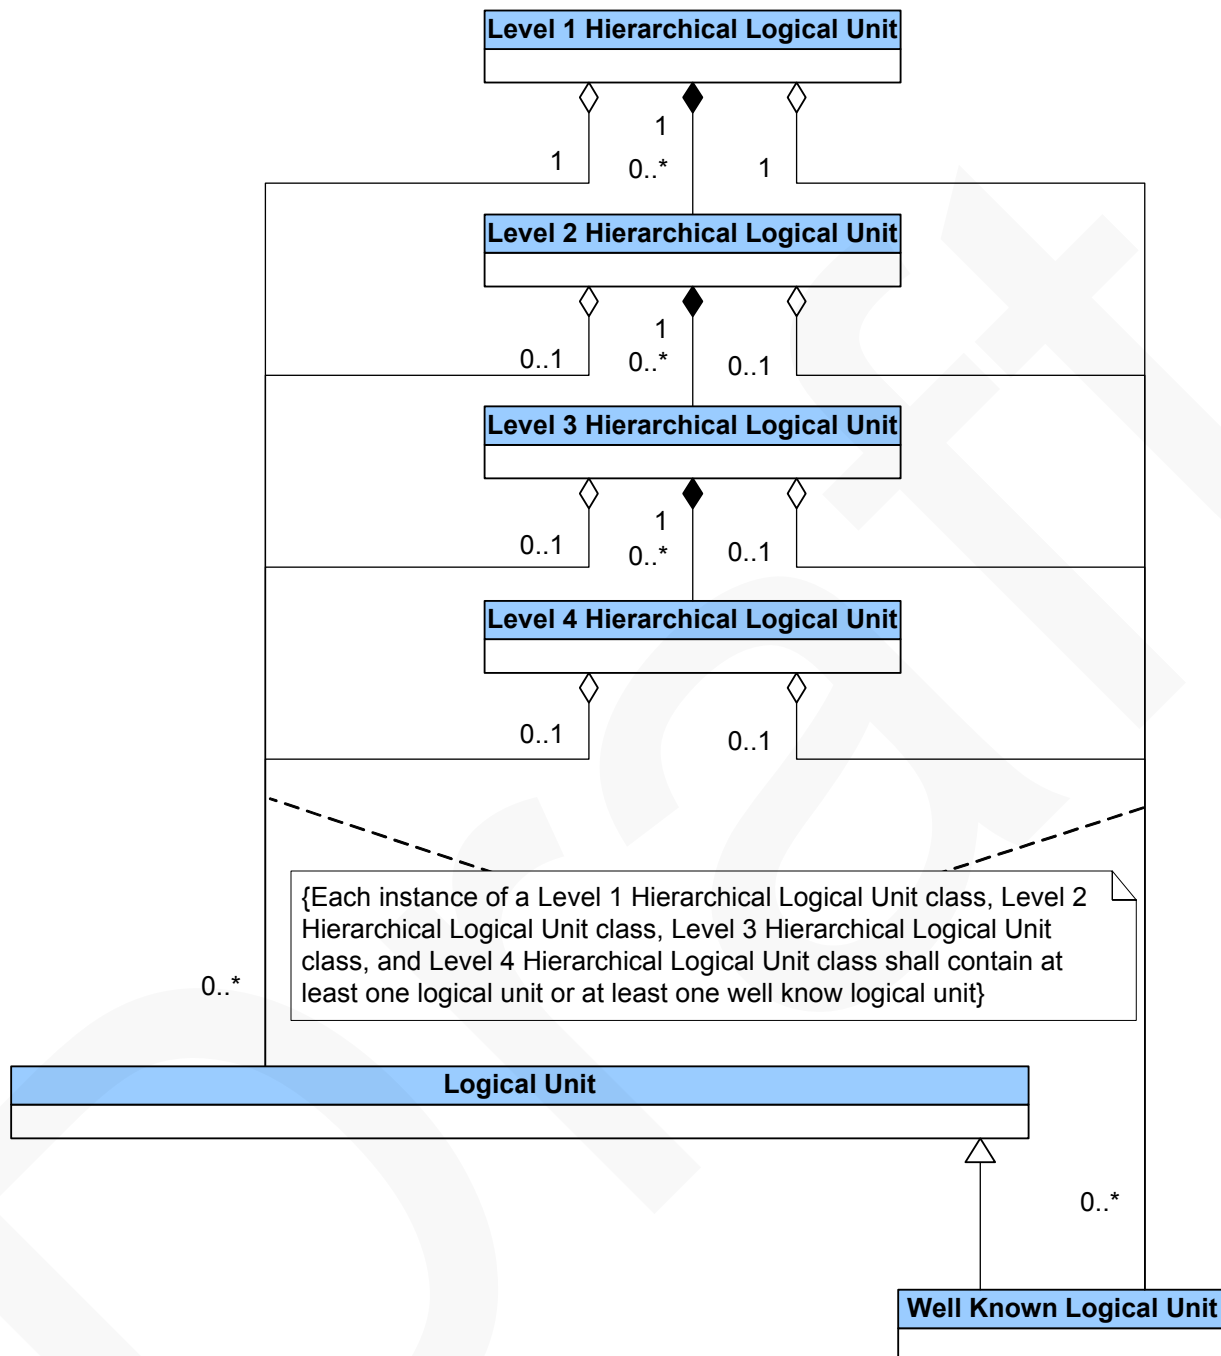 Level 1 Hierarchical Logical Unit
1
1
0..*
1
Level 2 Hierarchical Logical Unit
1
0..1
0..*
0..1
Level 3 Hierarchical Logical Unit
1
0..1
0..*
0..1
Level 4 Hierarchical Logical Unit
0..1
0..1
{Each instance of a Level 1 Hierarchical Logical Unit class, Level 2
Hierarchical Logical Unit class, Level 3 Hierarchical Logical Unit
class, and Level 4 Hierarchical Logical Unit class shall contain at
least one logical unit or at least one well know logical unit}
0..*
Logical Unit
0..*
Well Known Logical Unit
Draft